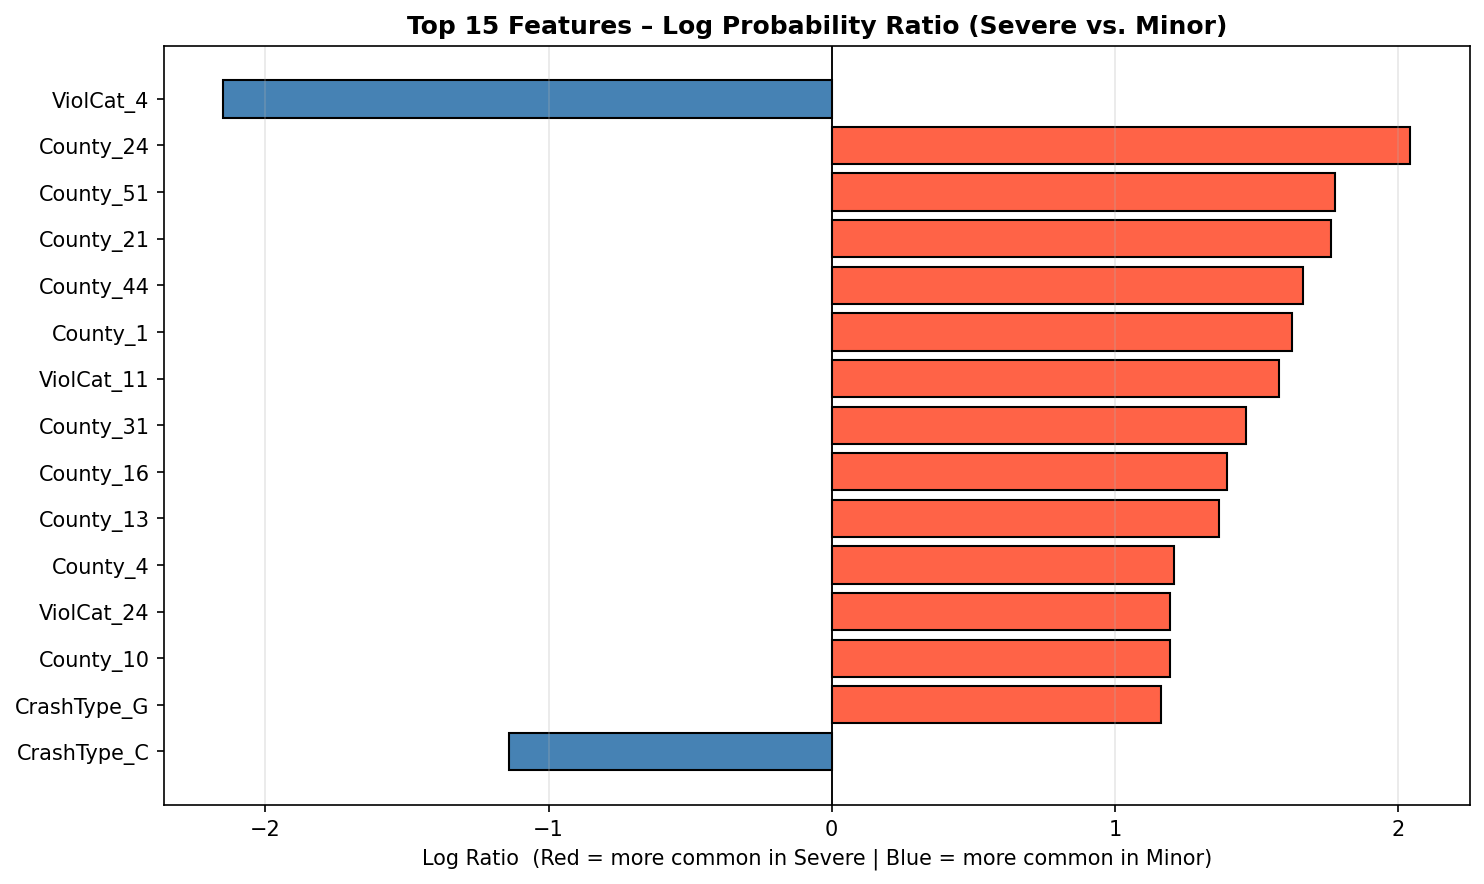 Top 15 Features – Log Probability Ratio (Severe vs. Minor)
ViolCat_4
County_24
County_51
County_21
County_44
County_1
ViolCat_11
County_31
County_16
County_13
County_4
ViolCat_24
County_10
CrashType_G
CrashType_C
−2 −1 0 1 2
Log Ratio  (Red = more common in Severe | Blue = more common in Minor)